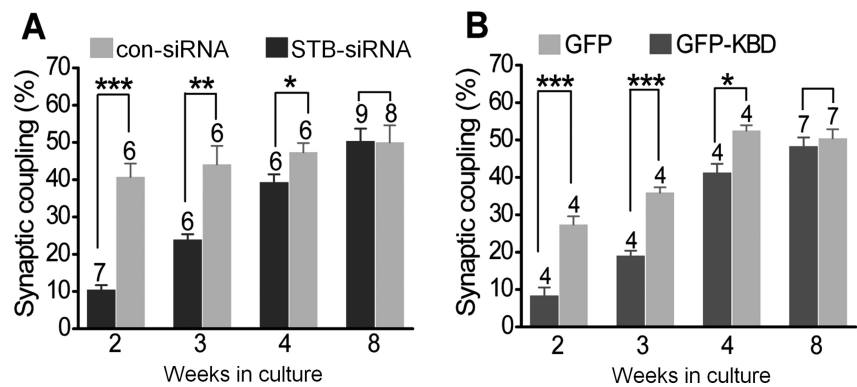 A
con-siRNA STB-siRNA
Synaptic coupling (%)
70
60
50
40
30
20
10
0
*** ** *
7 6 6 6 6 6 9 8
2 3 4 8
Weeks in culture
B
GFP GFP-KBD
Synaptic coupling (%)
70
60
50
40
30
20
10
0
*** *** *
4 4 4 4 4 4 7 7
2 3 4 8
Weeks in culture